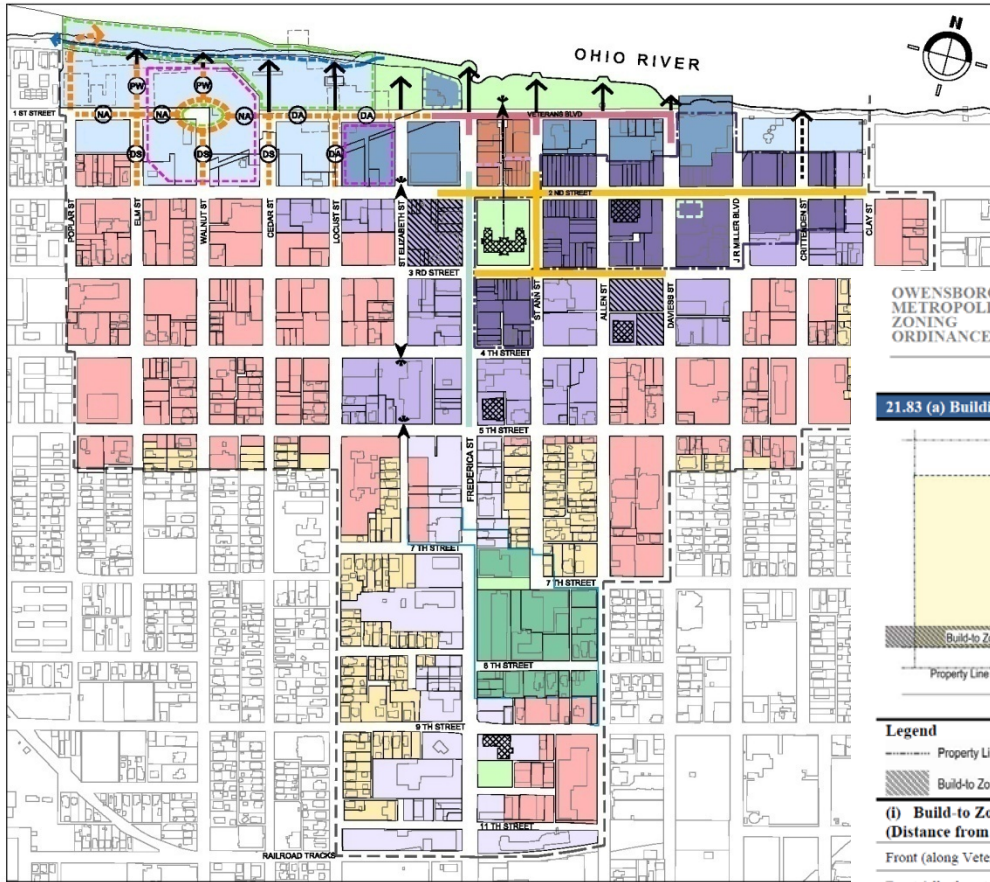 N
OHIO RIVER
PW
PW
1 ST STREET
NA
NA
NA
DA
DA
VETERANS BLVD
DS
DS
DS
DA
2 ND STREET
POPLAR ST
ELM ST
WALNUT ST
CEDAR ST
LOCUST ST
ST ELIZABETH ST
J R MILLER BLVD
CRITTENDEN ST
CLAY ST
3 RD STREET
ST ANN ST
ALLEN ST
DAVIESS ST
4 TH STREET
5 TH STREET
FREDERICA ST
7 TH STREET
7 TH STREET
8 TH STREET
9 TH STREET
11 TH STREET
RAILROAD TRACKS
OWENSBORO
METROPOLI
ZONING
ORDINANCE
21.83 (a) Buildi
Build-to Zo
Property Line
Legend
Property Li
Build-to Zo
(i) Build-to Zo
(Distance from
Front (along Vete